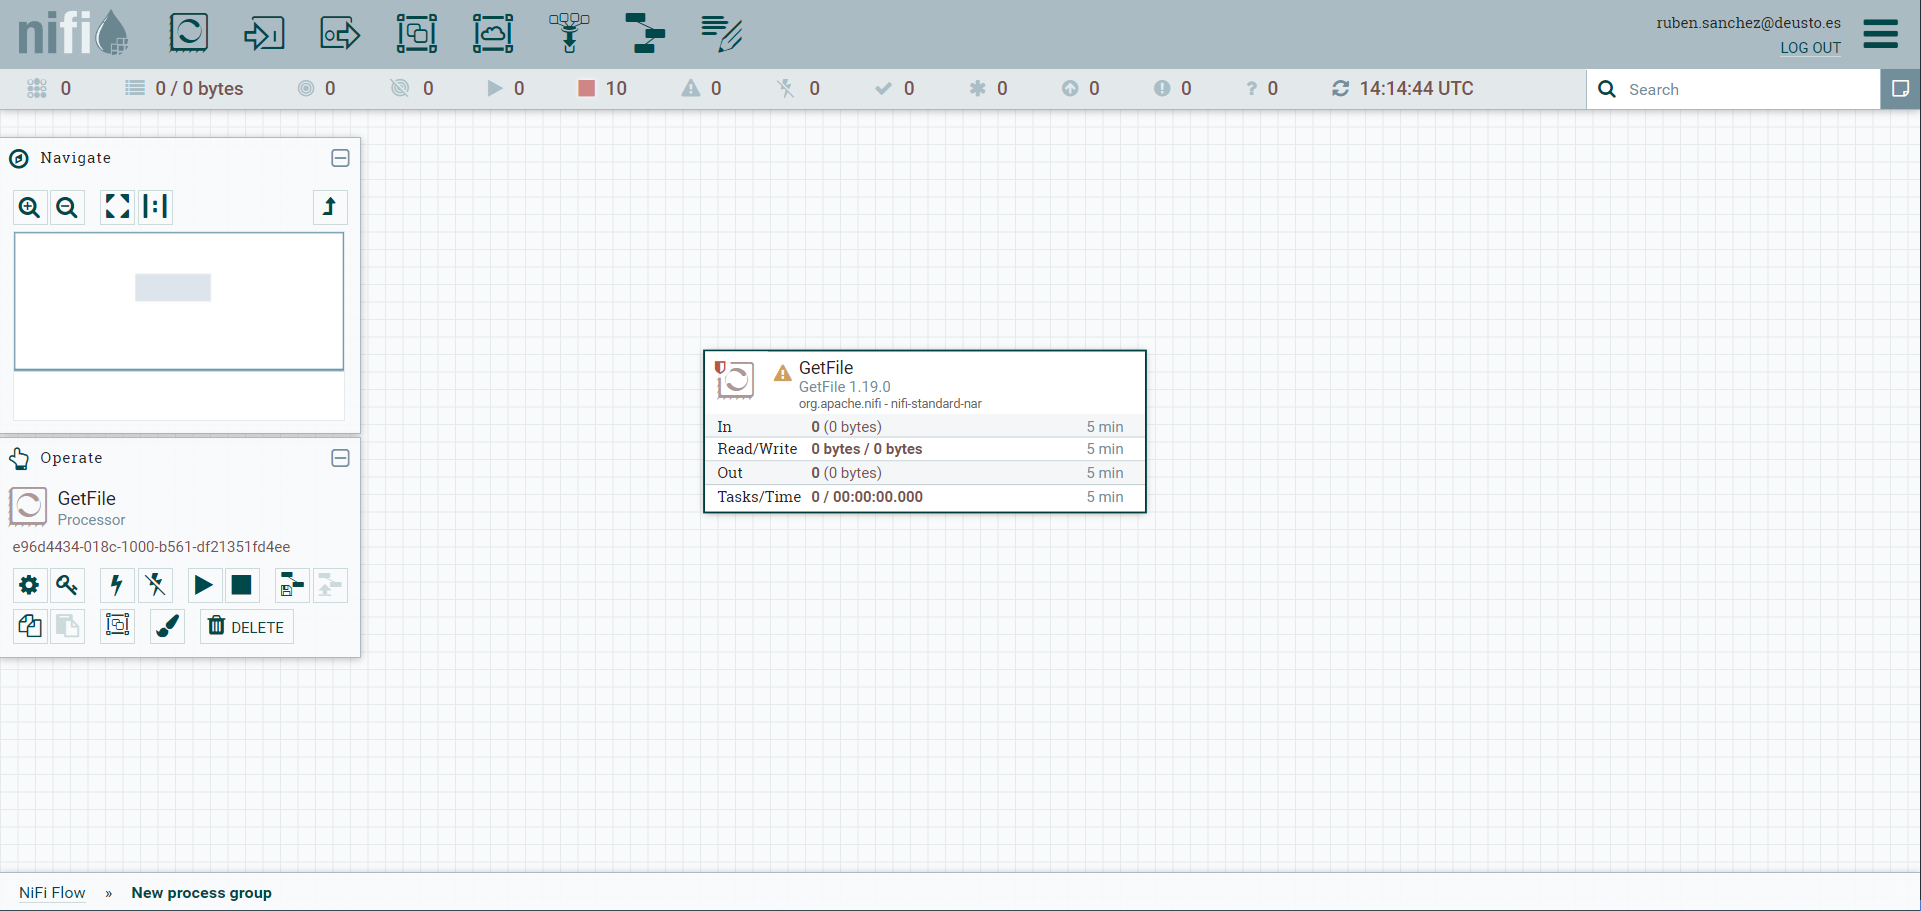 nifi
ruben.sanchez@deusto.es
LOG OUT
0 0 / 0 bytes 0 0 0 10 0 0 0 0 0 0 ? 0 14:14:44 UTC Search
Navigate
Operate
GetFile
Processor
e96d4434-018c-1000-b561-df21351fd4ee
DELETE
GetFile
GetFile 1.19.0
org.apache.nifi - nifi-standard-nar
In 0 (0 bytes) 5 min
Read/Write 0 bytes / 0 bytes 5 min
Out 0 (0 bytes) 5 min
Tasks/Time 0 / 00:00:00.000 5 min
NiFi Flow » New process group